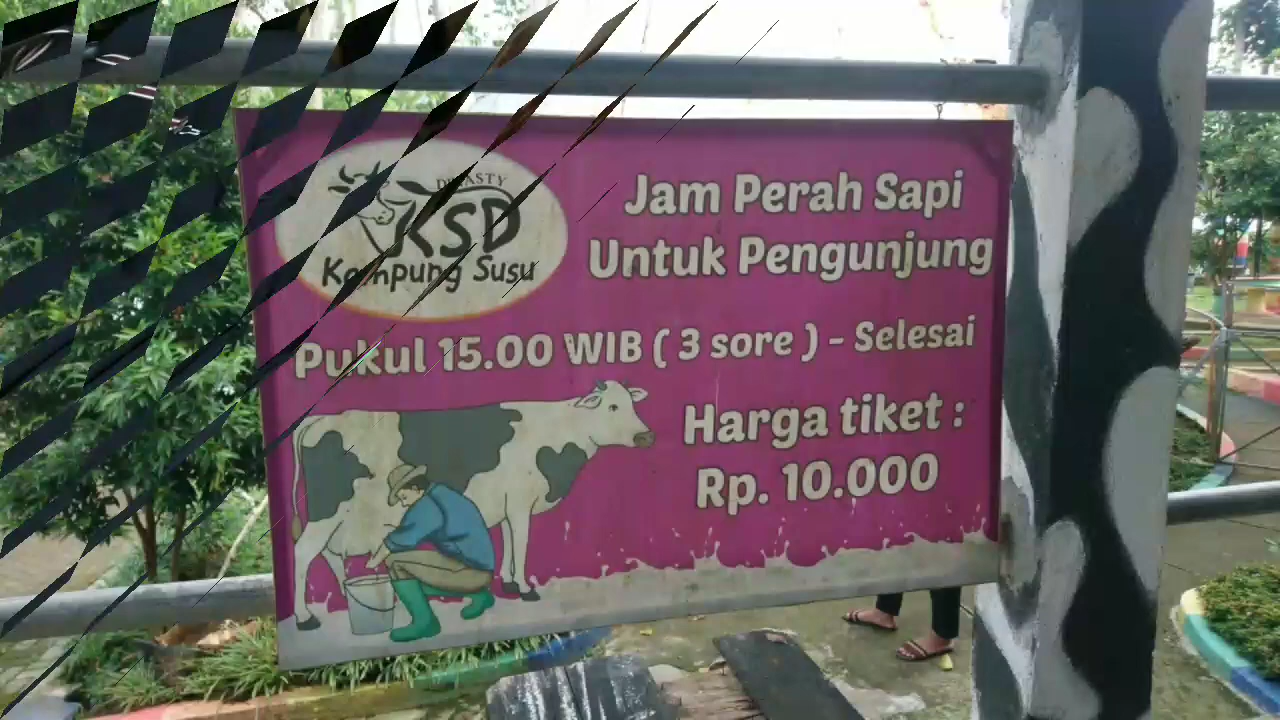 DINASTY
KSD
Kampung Susu
Jam Perah Sapi
Untuk Pengunjung
Pukul 15.00 WIB ( 3 sore ) - Selesai
Harga tiket :
Rp. 10.000